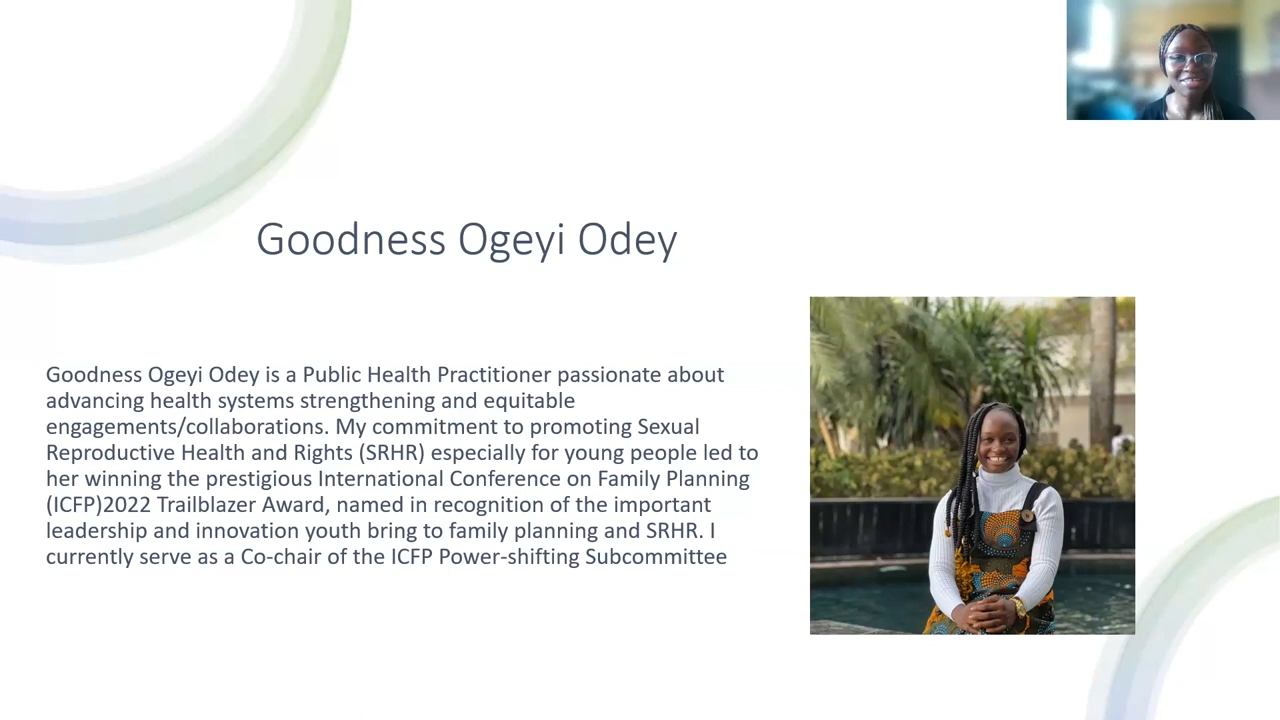 Goodness Ogeyi Odey
Goodness Ogeyi Odey is a Public Health Practitioner passionate about
advancing health systems strengthening and equitable
engagements/collaborations. My commitment to promoting Sexual
Reproductive Health and Rights (SRHR) especially for young people led to
her winning the prestigious International Conference on Family Planning
(ICFP)2022 Trailblazer Award, named in recognition of the important
leadership and innovation youth bring to family planning and SRHR. I
currently serve as a Co-chair of the ICFP Power-shifting Subcommittee